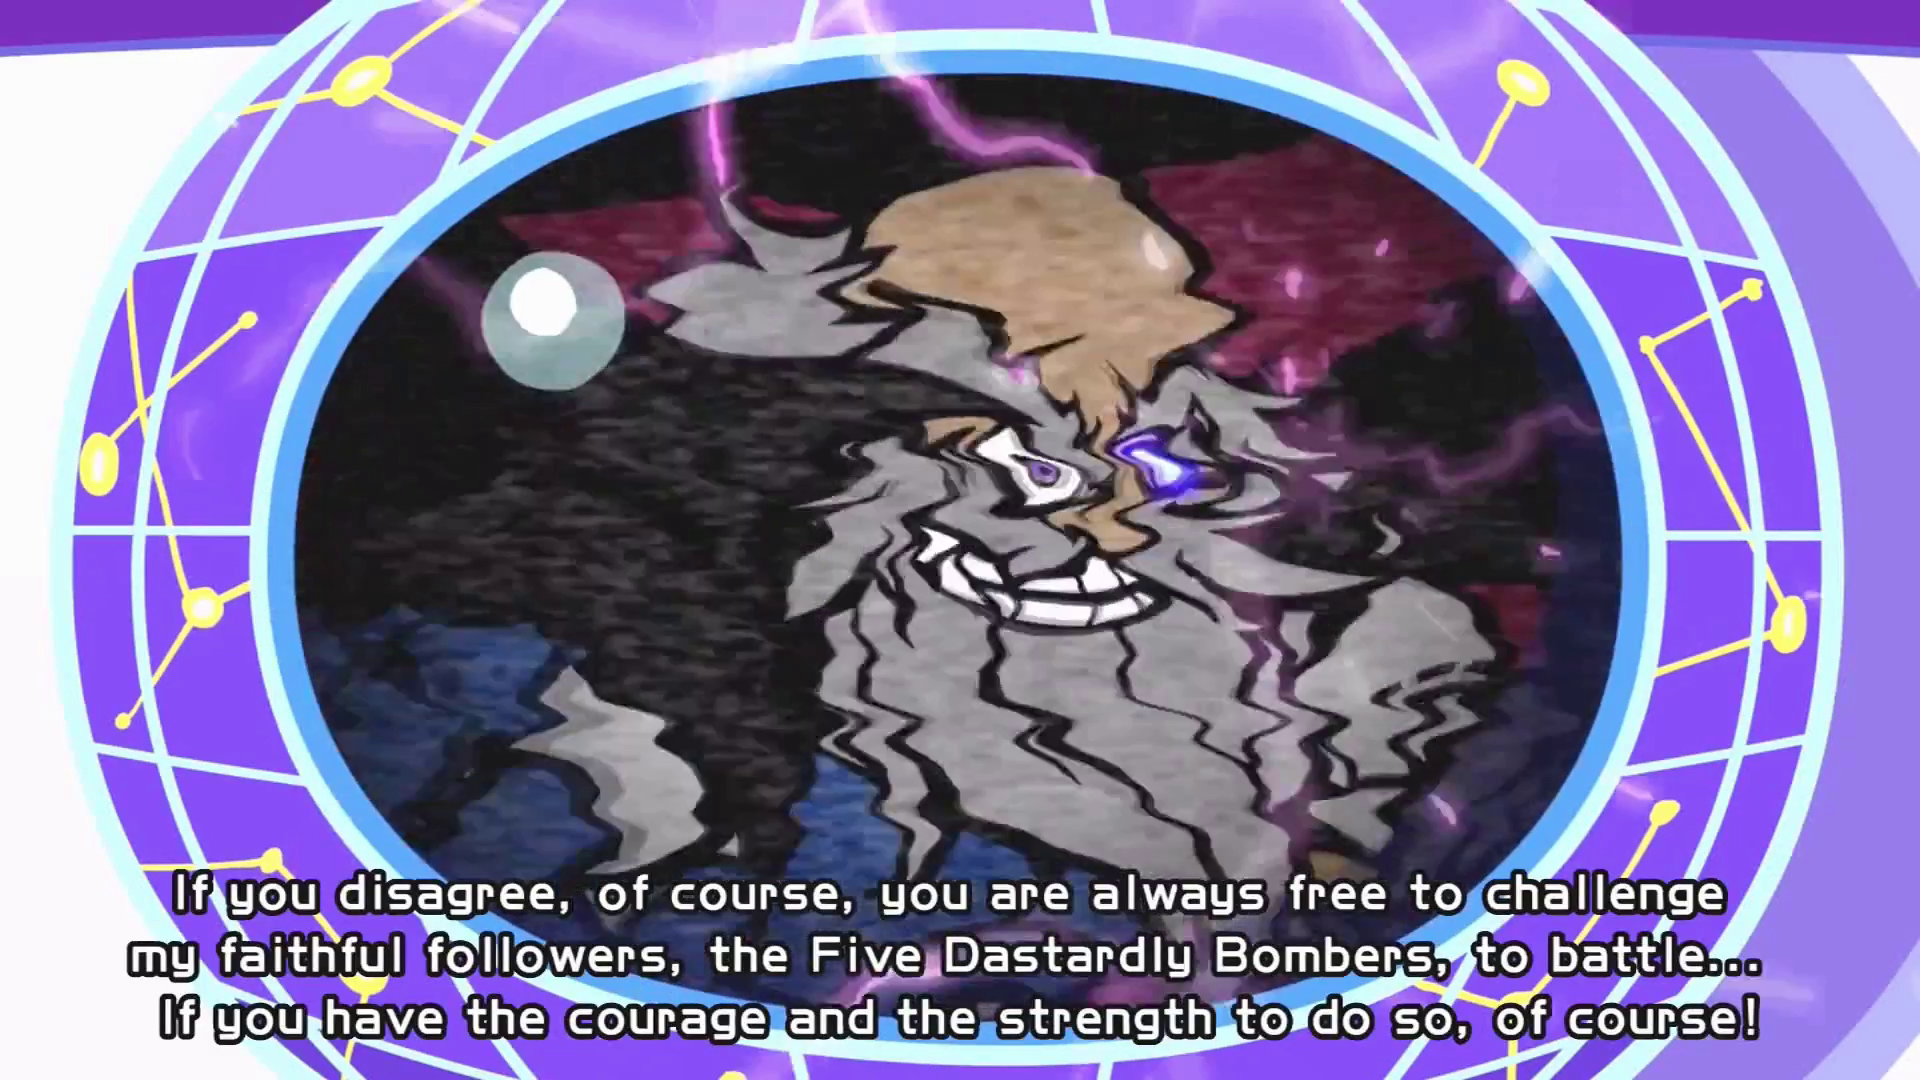 If you disagree, of course, you are always free to challenge
my faithful followers, the Five Dastardly Bombers, to battle...
If you have the courage and the strength to do so, of course!